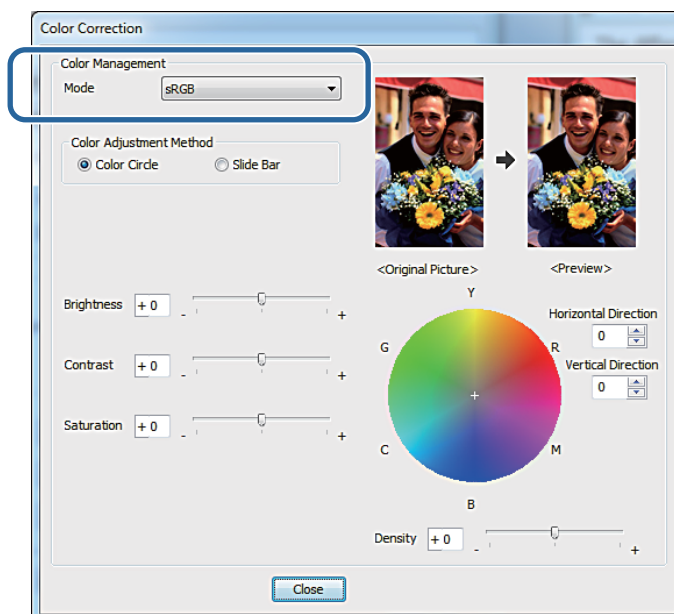 Color Correction
Color Management
Mode sRGB
Color Adjustment Method
Color Circle Slide Bar
<Original Picture> <Preview>
Brightness + 0 - +
Contrast + 0 - +
Saturation + 0 - +
Y
G R
C M
B
Horizontal Direction
0
Vertical Direction
0
Density + 0 - +
Close